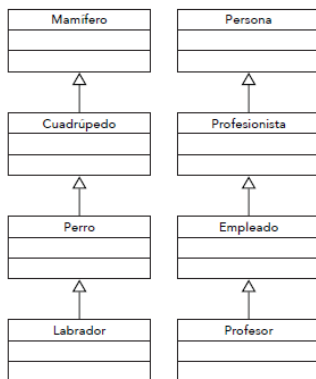 Mamífero
Persona
Cuadrúpedo
Profesionista
Perro
Empleado
Labrador
Profesor